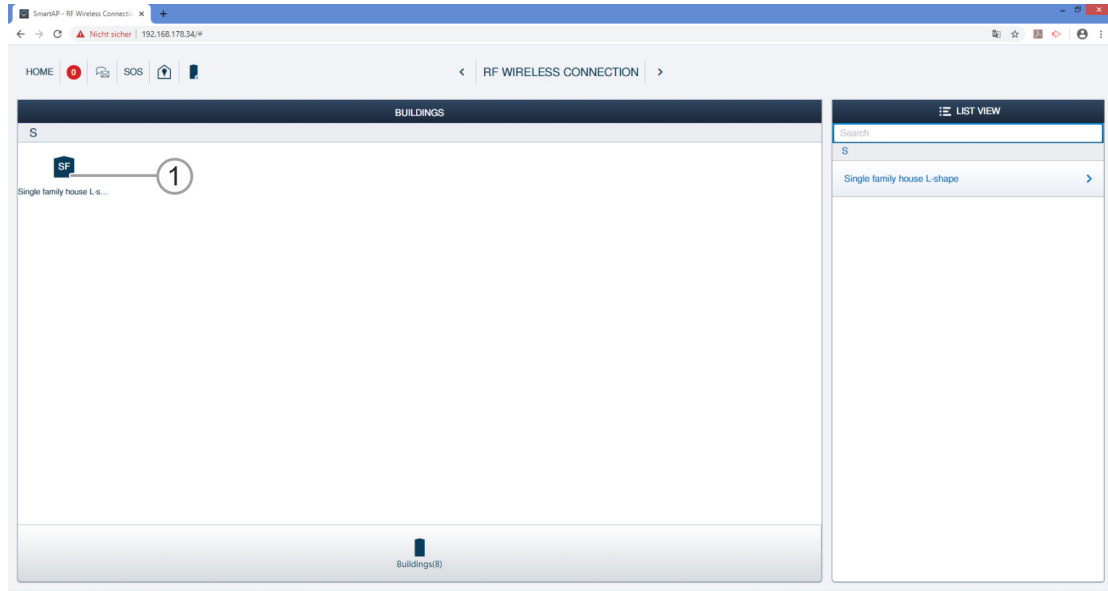 SmartAP - RF Wireless Connecti
Nicht sicher | 192.168.178.34/#
HOME 0 SOS < RF WIRELESS CONNECTION >
BUILDINGS
S
SF
1
Single family house L-s...
Buildings(8)
LIST VIEW
Search
S
Single family house L-shape